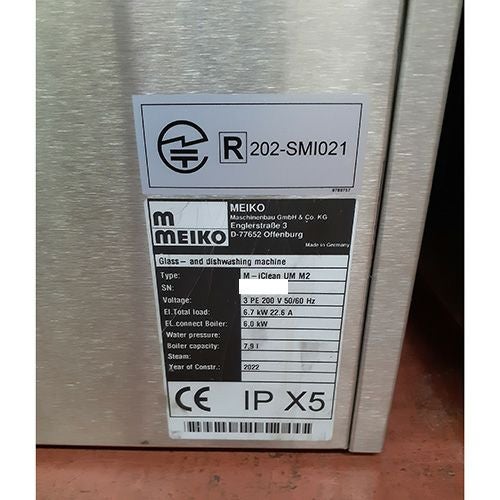 R 202-SMI021
9789757
m
MEIKO
MEIKO
Maschinenbau GmbH & Co. KG
Englerstraße 3
D-77652 Offenburg
Made in Germany
Glass- and dishwashing machine
Type: M-iClean UM M2
SN:
Voltage: 3 PE 200 V 50/60 Hz
El.Total load: 6.7 kW 22.6 A
EL.connect Boiler: 6,0 kW
Water pressure:
Boiler capacity: 7,9 l
Steam:
Year of Constr.: 2022
CE IP X5